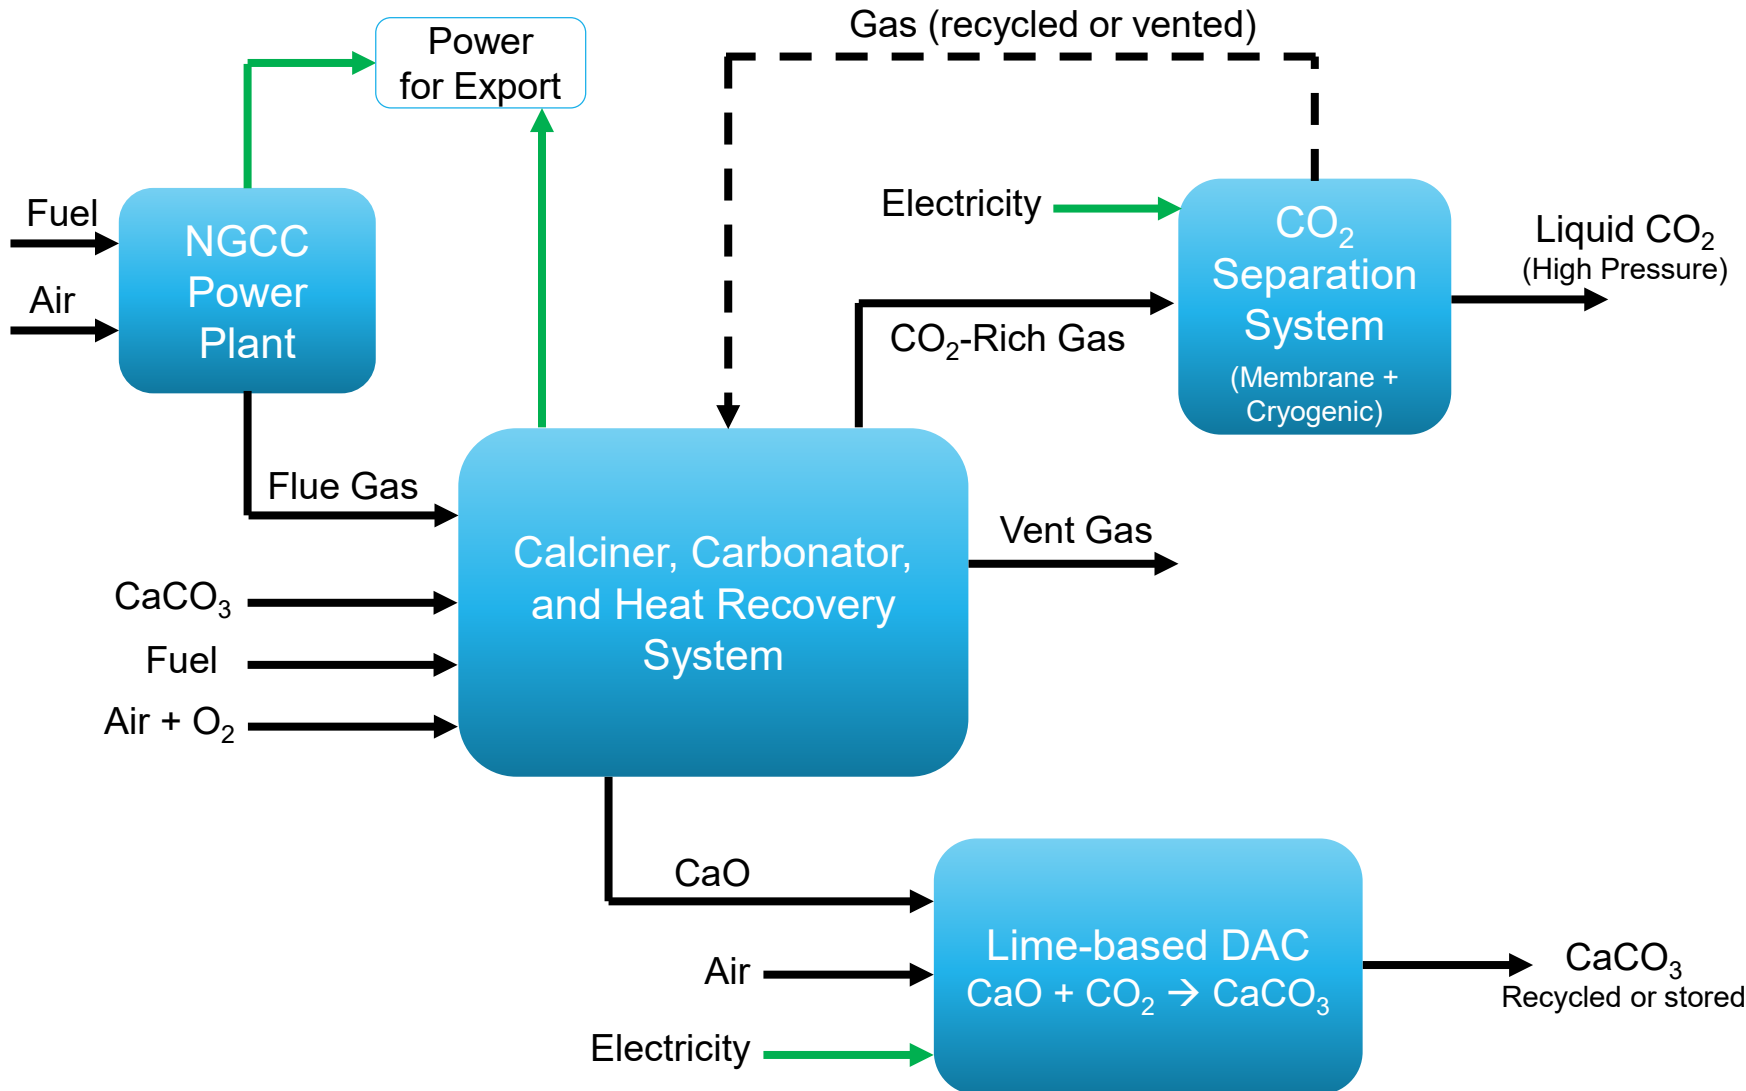 Gas (recycled or vented)
Power
for Export
Fuel
Air
NGCC
Power
Plant
Electricity
CO₂
Separation
System
(Membrane +
Cryogenic)
Liquid CO₂
(High Pressure)
CO₂-Rich Gas
Flue Gas
CaCO₃
Fuel
Air + O₂
Calciner, Carbonator,
and Heat Recovery
System
Vent Gas
CaO
Air
Electricity
Lime-based DAC
CaO + CO₂ → CaCO₃
CaCO₃
Recycled or stored